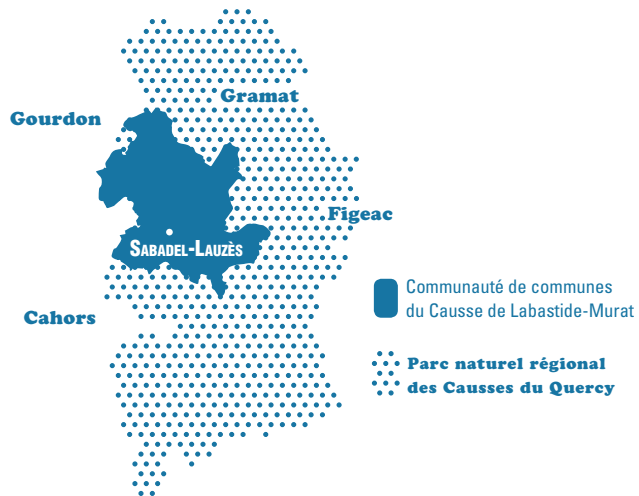 Gramat
Gourdon
Figeac
SABADEL-LAUZÈS
Communauté de communes
du Causse de Labastide-Murat
Cahors
Parc naturel régional
des Causses du Quercy